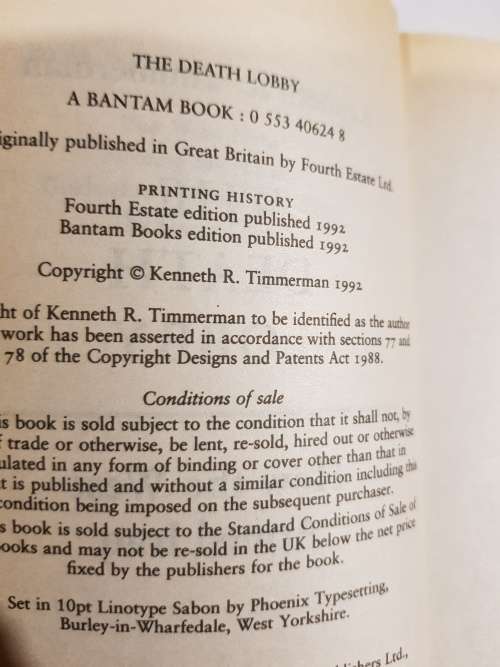 THE DEATH LOBBY
A BANTAM BOOK : 0 553 40624 8
iginally published in Great Britain by Fourth Estate Ltd.
PRINTING HISTORY
Fourth Estate edition published 1992
Bantam Books edition published 1992
Copyright © Kenneth R. Timmerman 1992
ht of Kenneth R. Timmerman to be identified as the author
work has been asserted in accordance with sections 77 and
78 of the Copyright Designs and Patents Act 1988.
Conditions of sale
is book is sold subject to the condition that it shall not, by
f trade or otherwise, be lent, re-sold, hired out or otherwise
ulated in any form of binding or cover other than that in
it is published and without a similar condition including this
condition being imposed on the subsequent purchaser.
s book is sold subject to the Standard Conditions of Sale of
ooks and may not be re-sold in the UK below the net price
fixed by the publishers for the book.
Set in 10pt Linotype Sabon by Phoenix Typesetting,
Burley-in-Wharfedale, West Yorkshire.
blishers Ltd.,